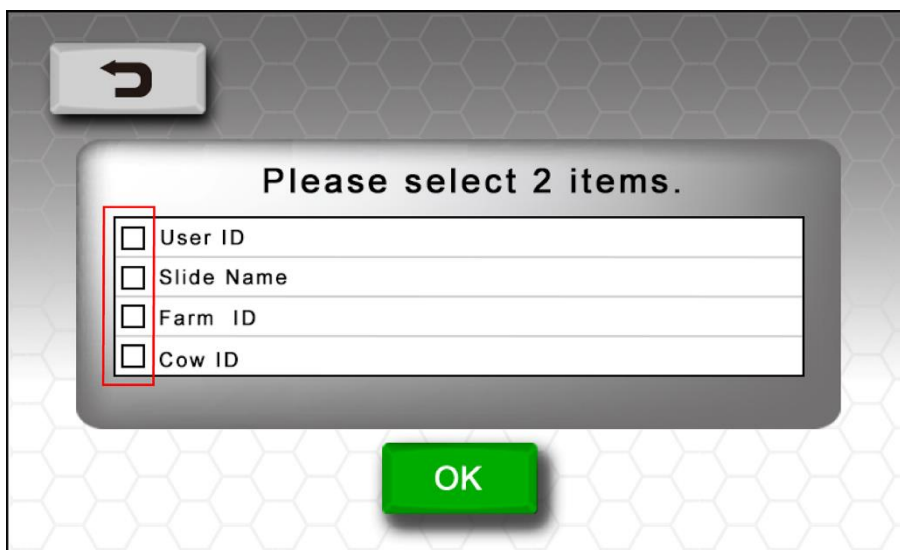 Please select 2 items.
User ID
Slide Name
Farm ID
Cow ID
OK